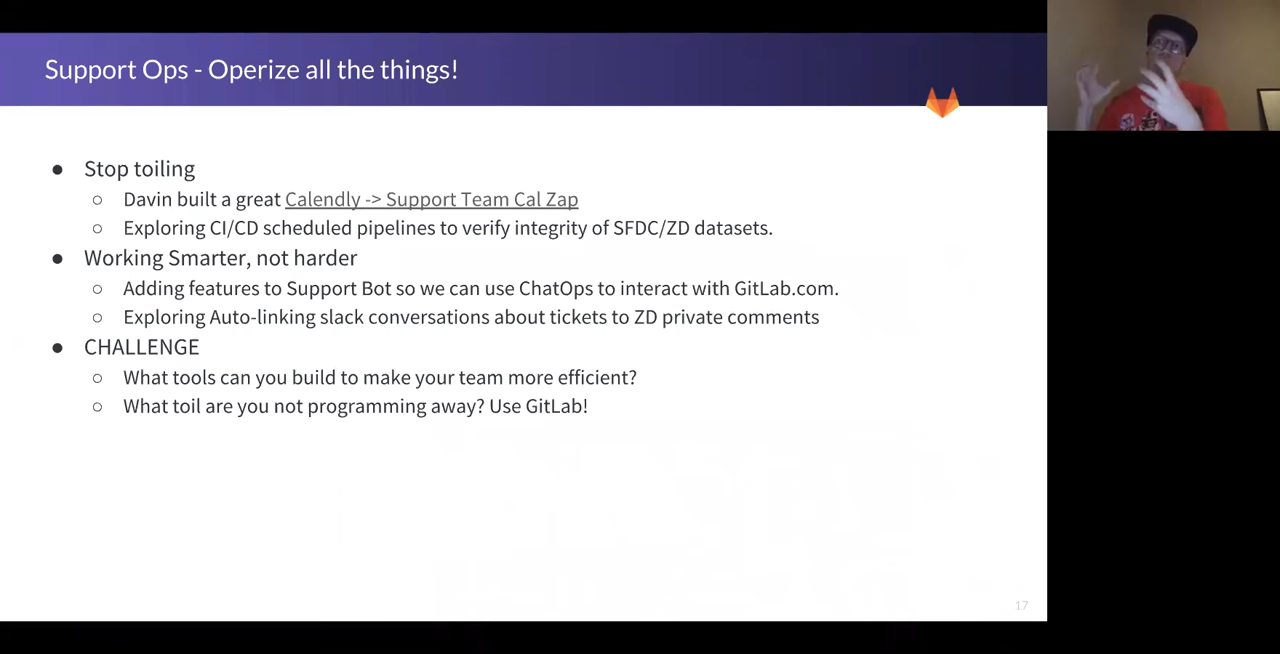 Support Ops - Operize all the things!
● Stop toiling
○ Davin built a great Calendly -> Support Team Cal Zap
○ Exploring CI/CD scheduled pipelines to verify integrity of SFDC/ZD datasets.
● Working Smarter, not harder
○ Adding features to Support Bot so we can use ChatOps to interact with GitLab.com.
○ Exploring Auto-linking slack conversations about tickets to ZD private comments
● CHALLENGE
○ What tools can you build to make your team more efficient?
○ What toil are you not programming away? Use GitLab!
17